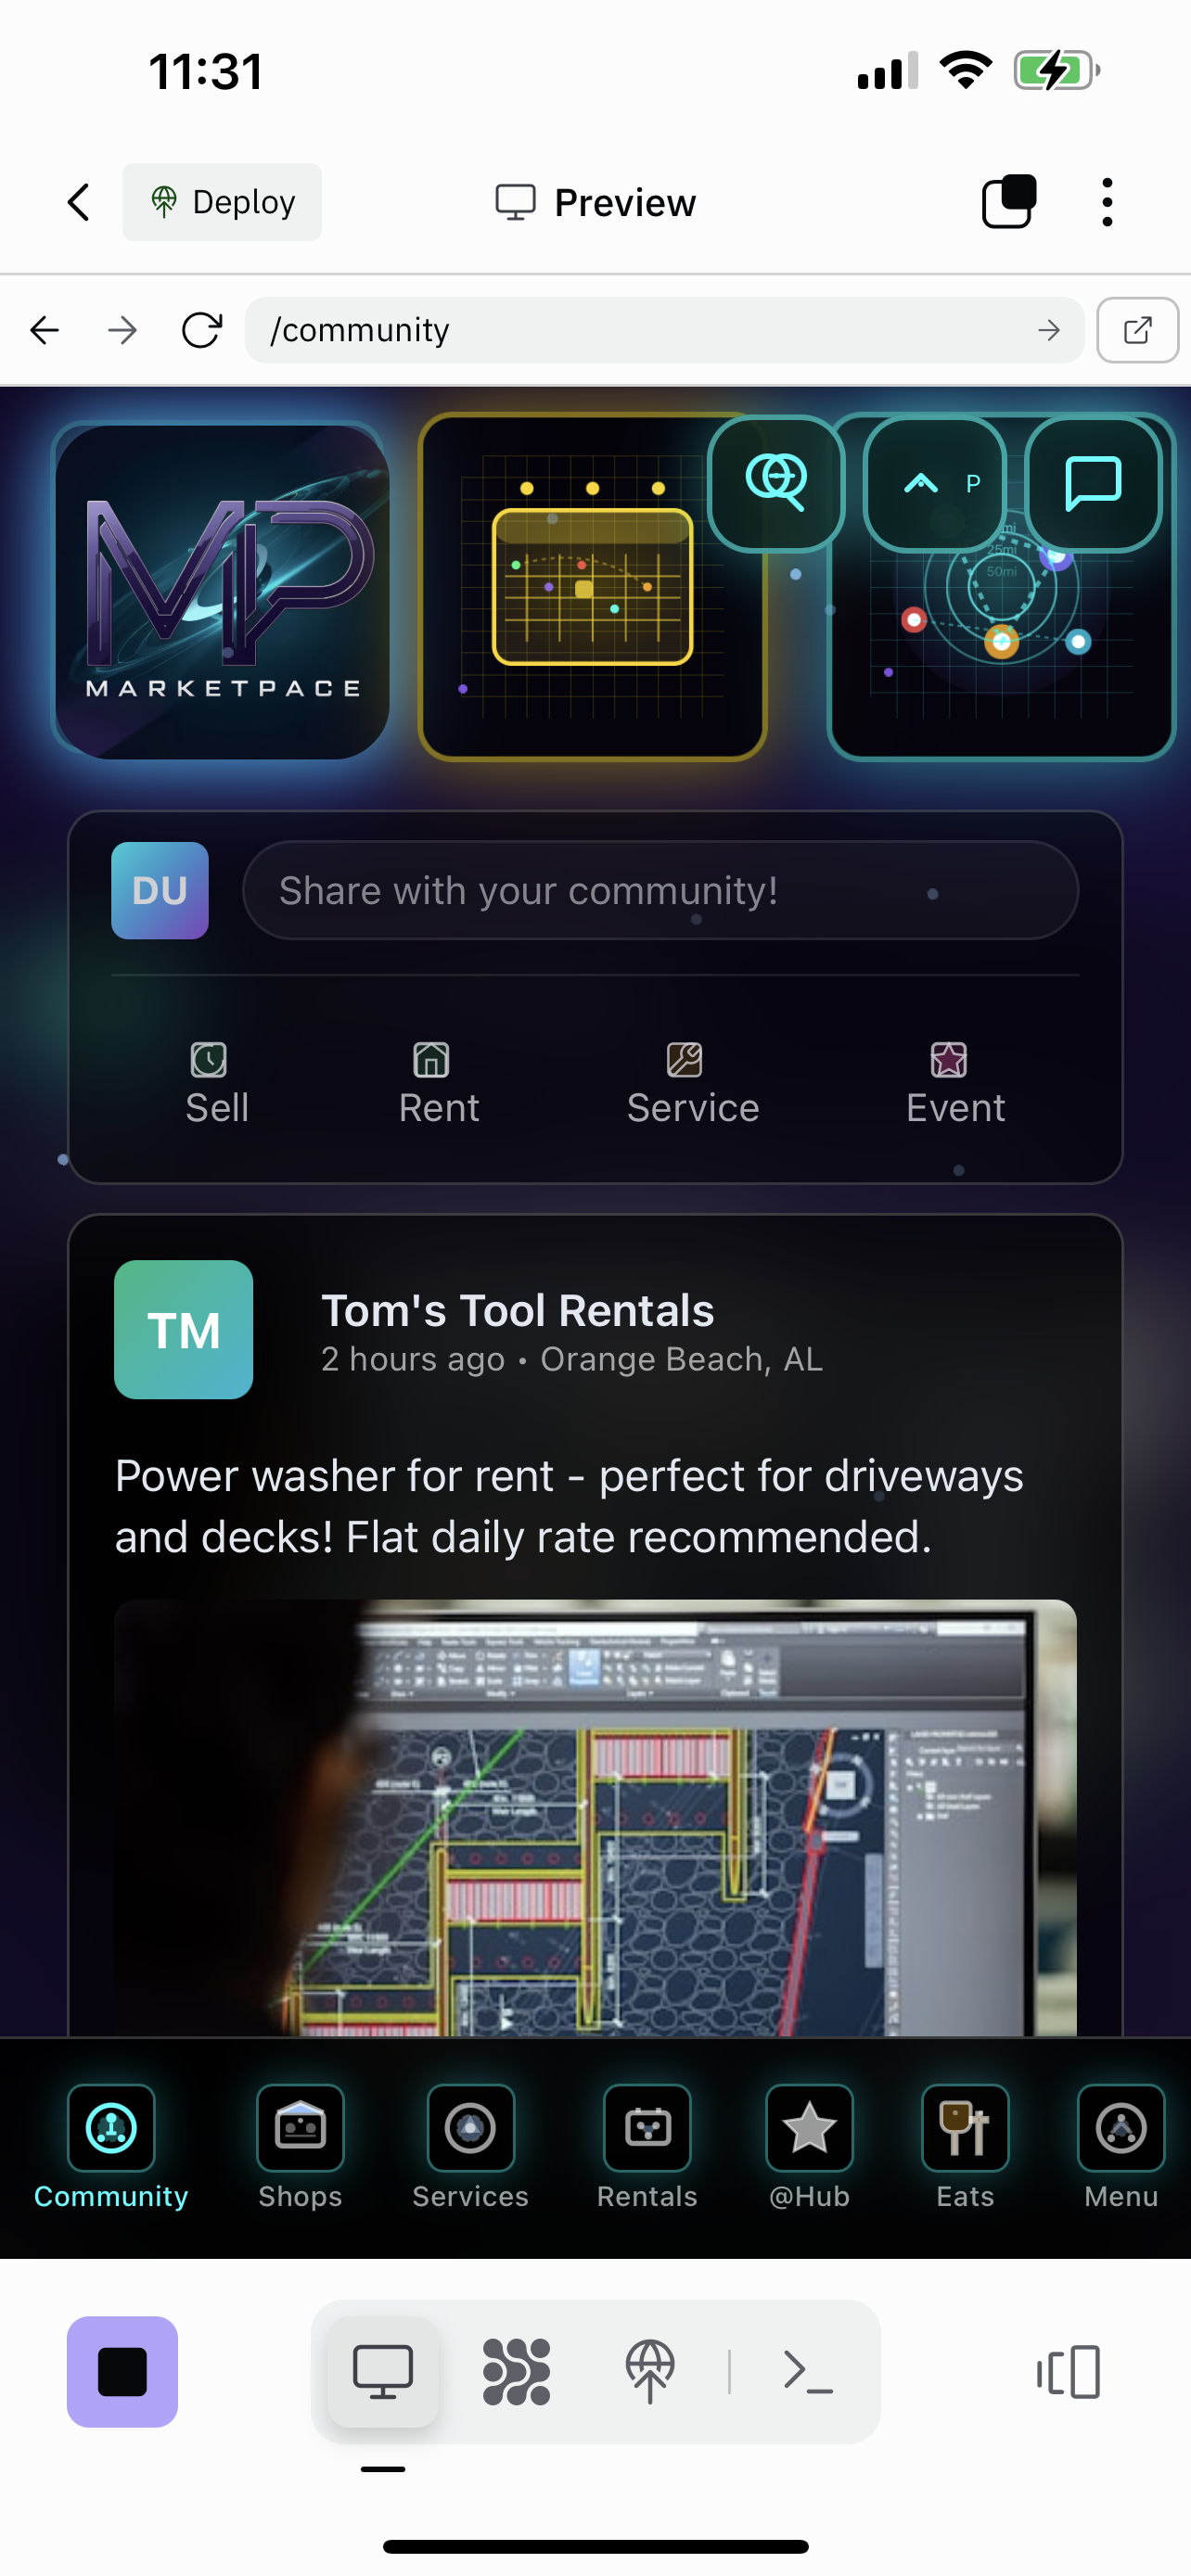 11:31
Deploy
Preview
/community
P
mi
25mi
50mi
MP
MARKETPACE
DU
Share with your community!
Sell
Rent
Service
Event
TM
Tom's Tool Rentals
2 hours ago • Orange Beach, AL
Power washer for rent - perfect for driveways
and decks! Flat daily rate recommended.
Community
Shops
Services
Rentals
@Hub
Eats
Menu